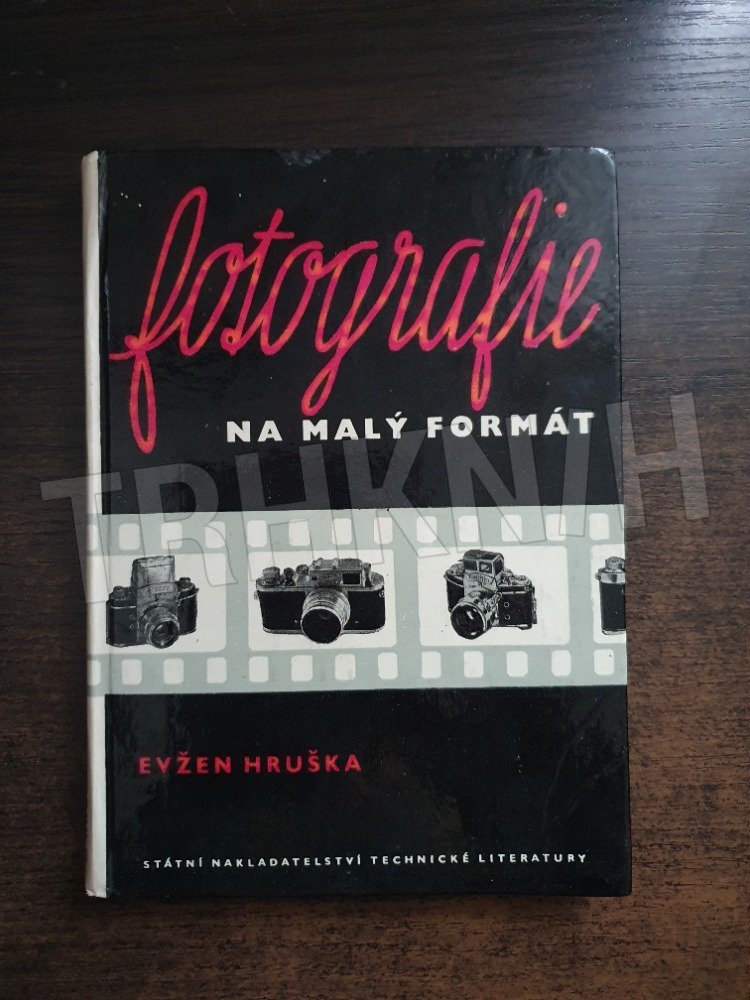 fotografie
NA MALÝ FORMÁT
TRHKNIH
EVŽEN HRUŠKA
STÁTNÍ NAKLADATELSTVÍ TECHNICKÉ LITERATURY